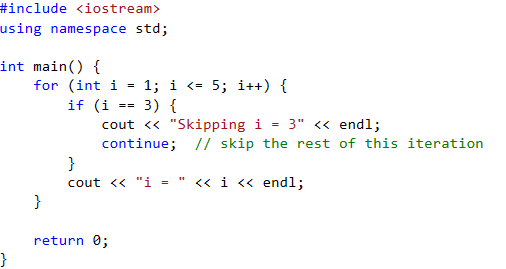 #include <iostream>
using namespace std;

int main() {
    for (int i = 1; i <= 5; i++) {
        if (i == 3) {
            cout << "Skipping i = 3" << endl;
            continue;  // skip the rest of this iteration
        }
        cout << "i = " << i << endl;
    }

    return 0;
}